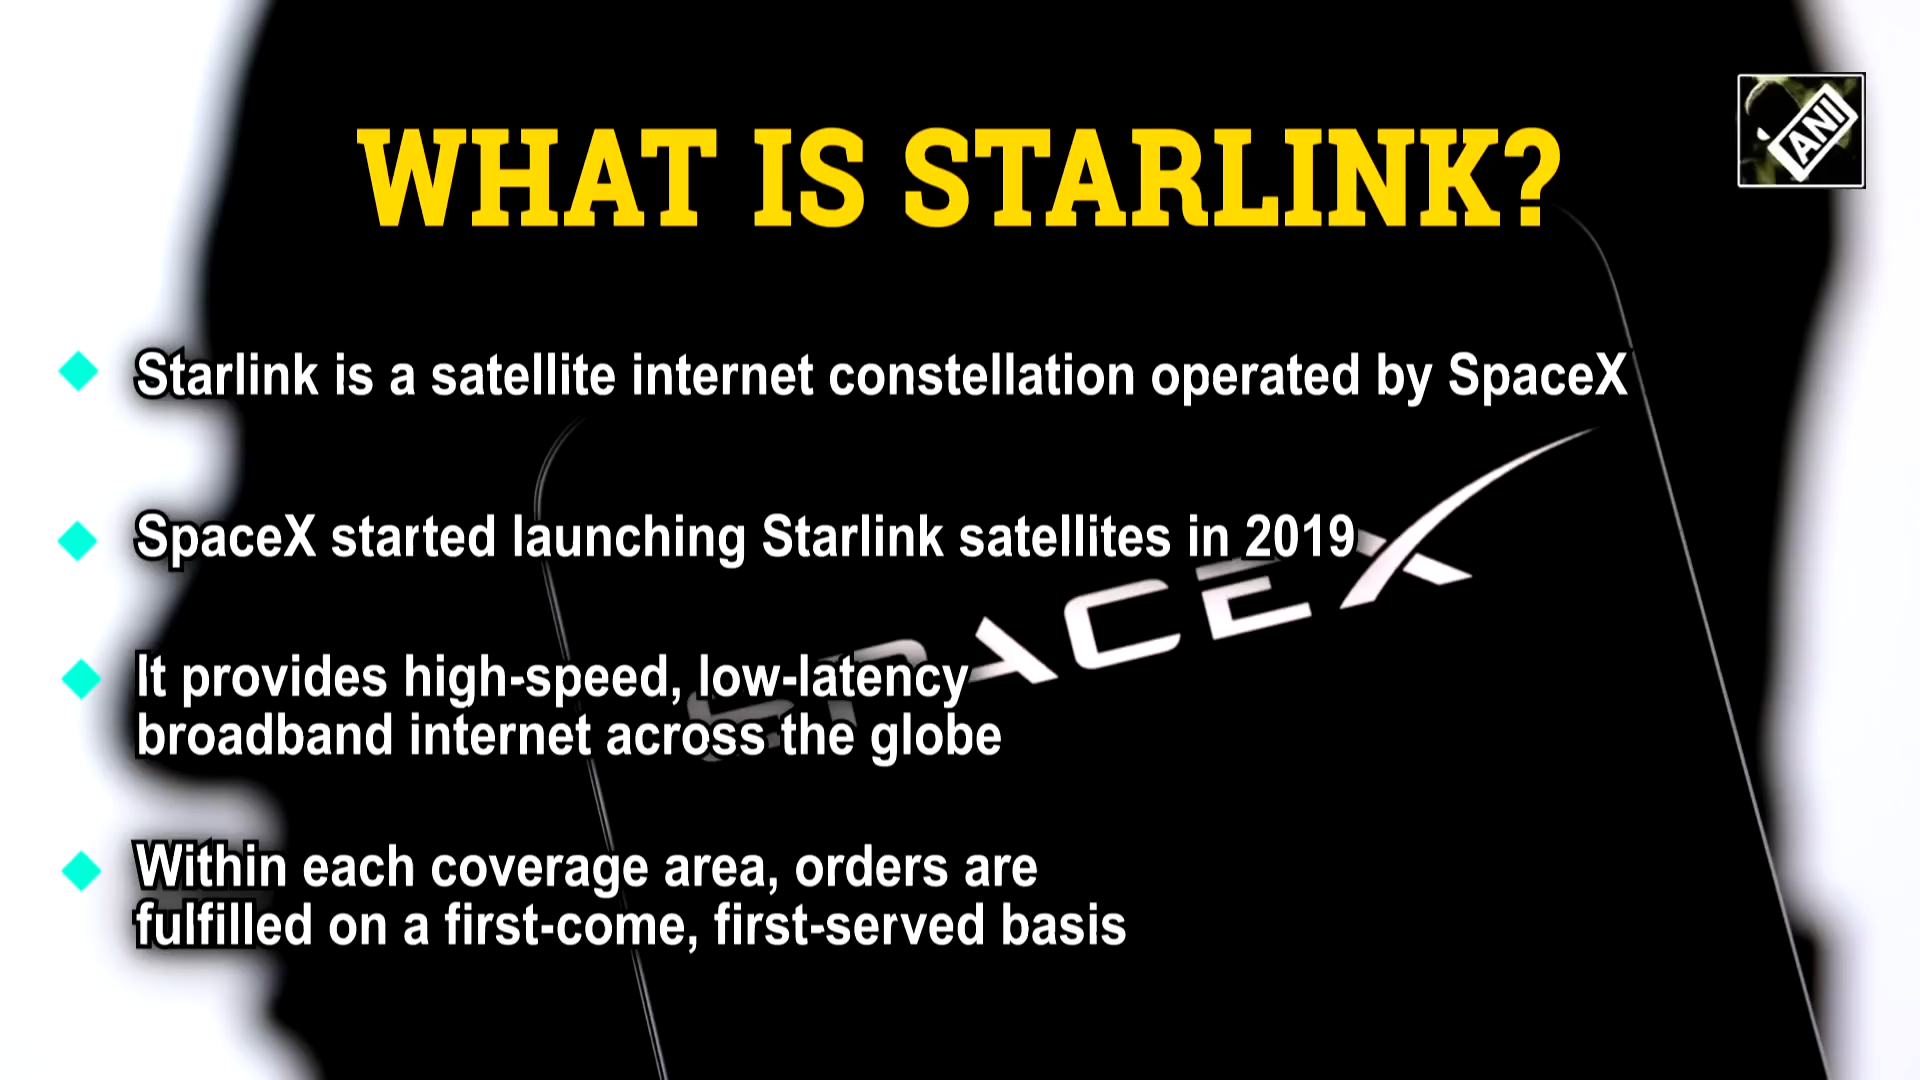 WHAT IS STARLINK?
ANI
Starlink is a satellite internet constellation operated by SpaceX
SpaceX started launching Starlink satellites in 2019
SPACEX
It provides high-speed, low-latency
broadband internet across the globe
Within each coverage area, orders are
fulfilled on a first-come, first-served basis